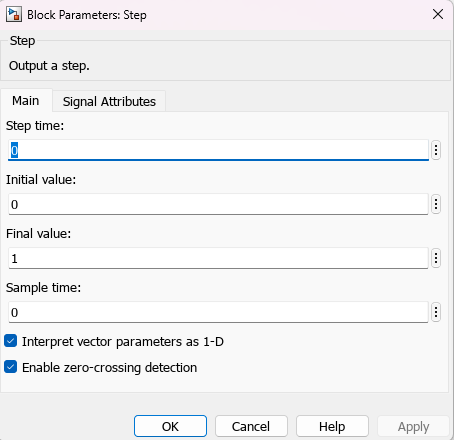 Block Parameters: Step
Step
Output a step.
Main Signal Attributes
Step time:
0
Initial value:
0
Final value:
1
Sample time:
0
Interpret vector parameters as 1-D
Enable zero-crossing detection
OK Cancel Help Apply